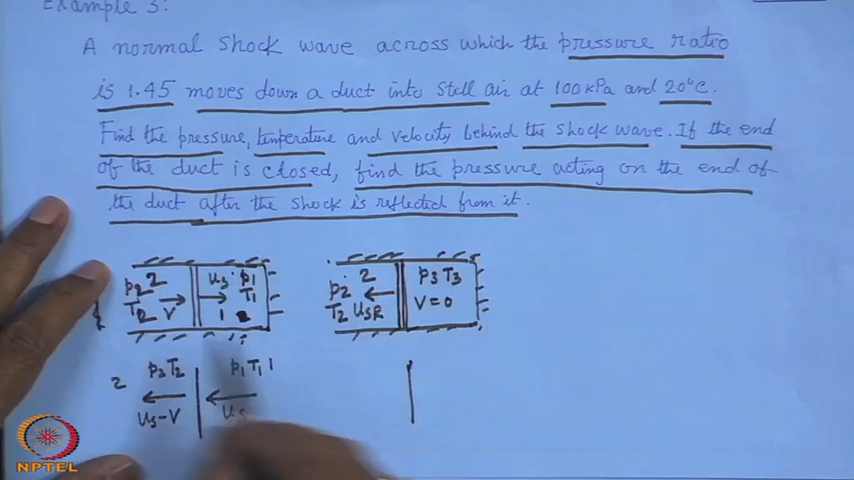 Example 3:
A normal shock wave across which the pressure ratio
is 1.45 moves down a duct into still air at 100 kPa and 20°C.
Find the pressure, temperature and velocity behind the shock wave. If the end
of the duct is closed, find the pressure acting on the end of
the duct after the shock is reflected from it.
p2 2 us p1 p2 2 p3 T3
T2 V T1 T2 USR V=0
1
2 p2 T2 p1 T1 1
Us-V Us
NPTEL